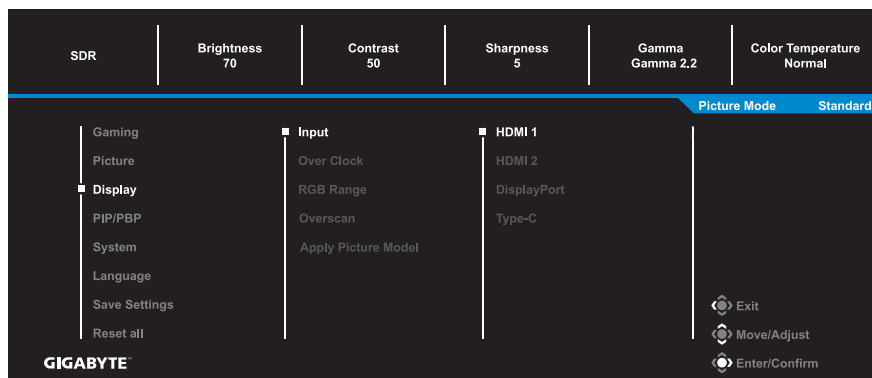 SDR
Brightness
70
Contrast
50
Sharpness
5
Gamma
Gamma 2.2
Color Temperature
Normal
Picture Mode Standard
Gaming
Picture
Display
PIP/PBP
System
Language
Save Settings
Reset all
Input
Over Clock
RGB Range
Overscan
Apply Picture Model
HDMI 1
HDMI 2
DisplayPort
Type-C
Exit
Move/Adjust
Enter/Confirm
GIGABYTE™